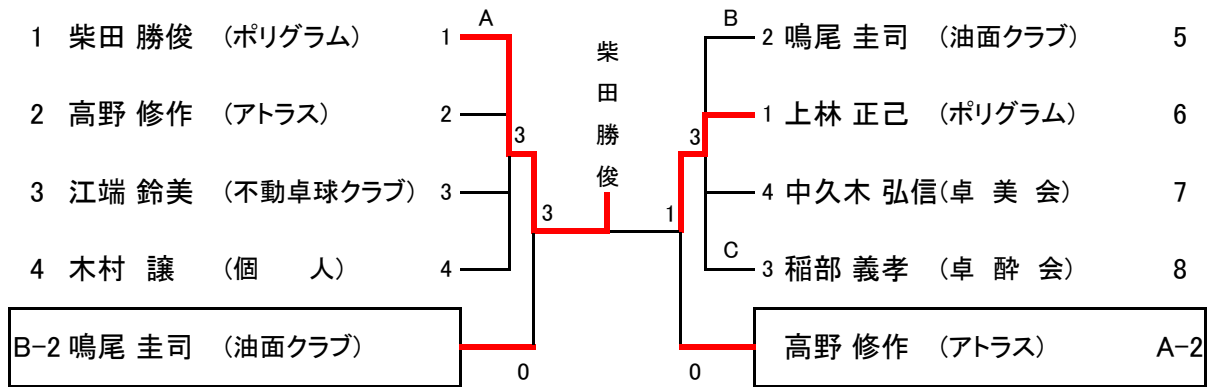 A
B
1 柴田 勝俊 (ポリグラム) 1
柴田勝俊
2 鳴尾 圭司 (油面クラブ) 5
2 高野 修作 (アトラス) 2
3
3
1 上林 正己 (ポリグラム) 6
3 江端 鈴美 (不動卓球クラブ) 3
4 中久木 弘信(卓 美 会) 7
3
1
4 木村 譲 (個 人) 4
C
3 稲部 義孝 (卓 酔 会) 8
B-2 鳴尾 圭司 (油面クラブ)
高野 修作 (アトラス) A-2
0
0